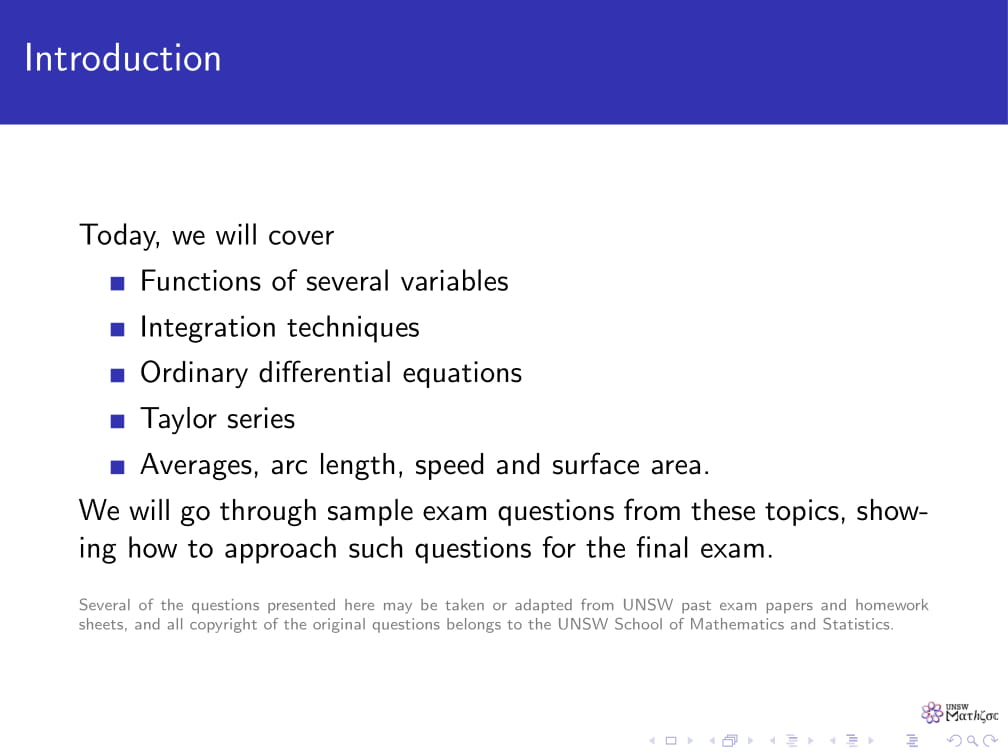 Introduction
Today, we will cover
Functions of several variables
Integration techniques
Ordinary differential equations
Taylor series
Averages, arc length, speed and surface area.
We will go through sample exam questions from these topics, show-
ing how to approach such questions for the final exam.
Several of the questions presented here may be taken or adapted from UNSW past exam papers and homework
sheets, and all copyright of the original questions belongs to the UNSW School of Mathematics and Statistics.
UNSW
Mατhζσc